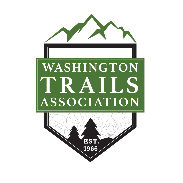 WASHINGTON
TRAILS
ASSOCIATION
EST.
1966